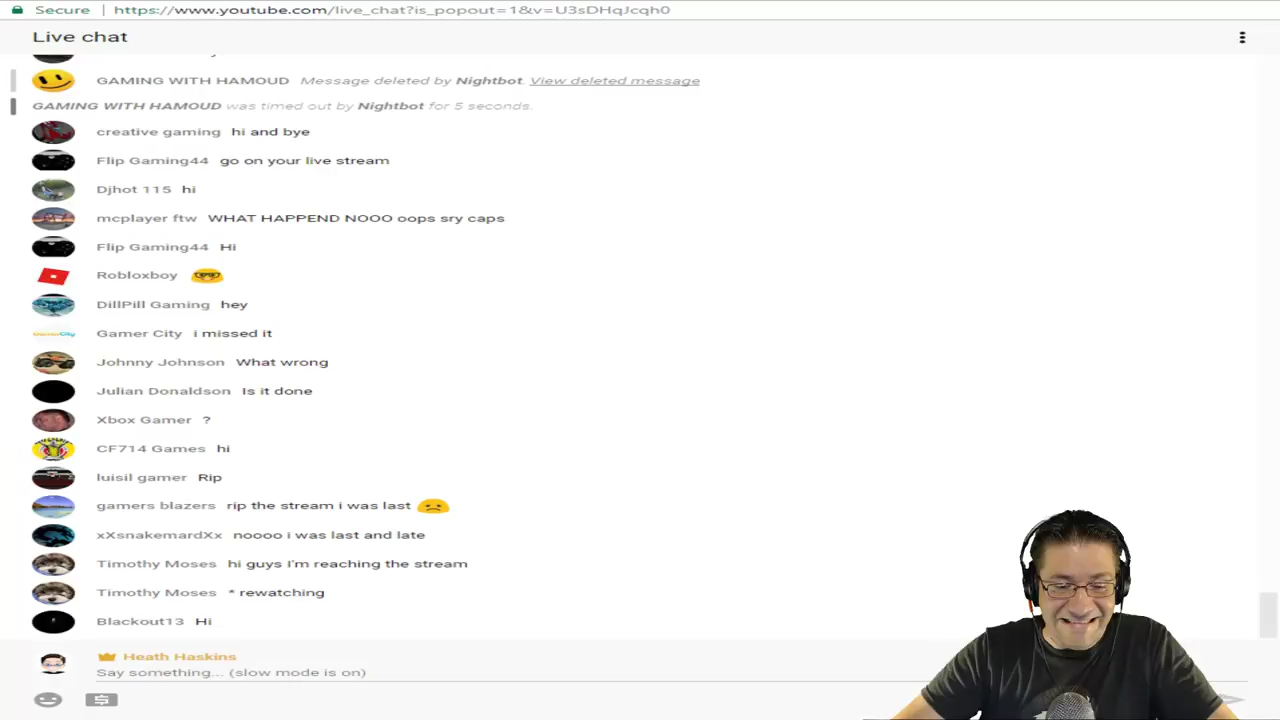 Secure | https://www.youtube.com/live_chat?is_popout=1&v=U3sDHqJcqh0
Live chat
GAMING WITH HAMOUD Message deleted by Nightbot. View deleted message
GAMING WITH HAMOUD was timed out by Nightbot for 5 seconds.
creative gaming hi and bye
Flip Gaming44 go on your live stream
Djhot 115 hi
mcplayer ftw WHAT HAPPEND NOOO oops sry caps
Flip Gaming44 Hi
Robloxboy
DillPill Gaming hey
Gamer City i missed it
Johnny Johnson What wrong
Julian Donaldson Is it done
Xbox Gamer ?
CF714 Games hi
luisil gamer Rip
gamers blazers rip the stream i was last
xXsnakemardXx noooo i was last and late
Timothy Moses hi guys I'm reaching the stream
Timothy Moses * rewatching
Blackout13 Hi
Heath Haskins
Say something... (slow mode is on)